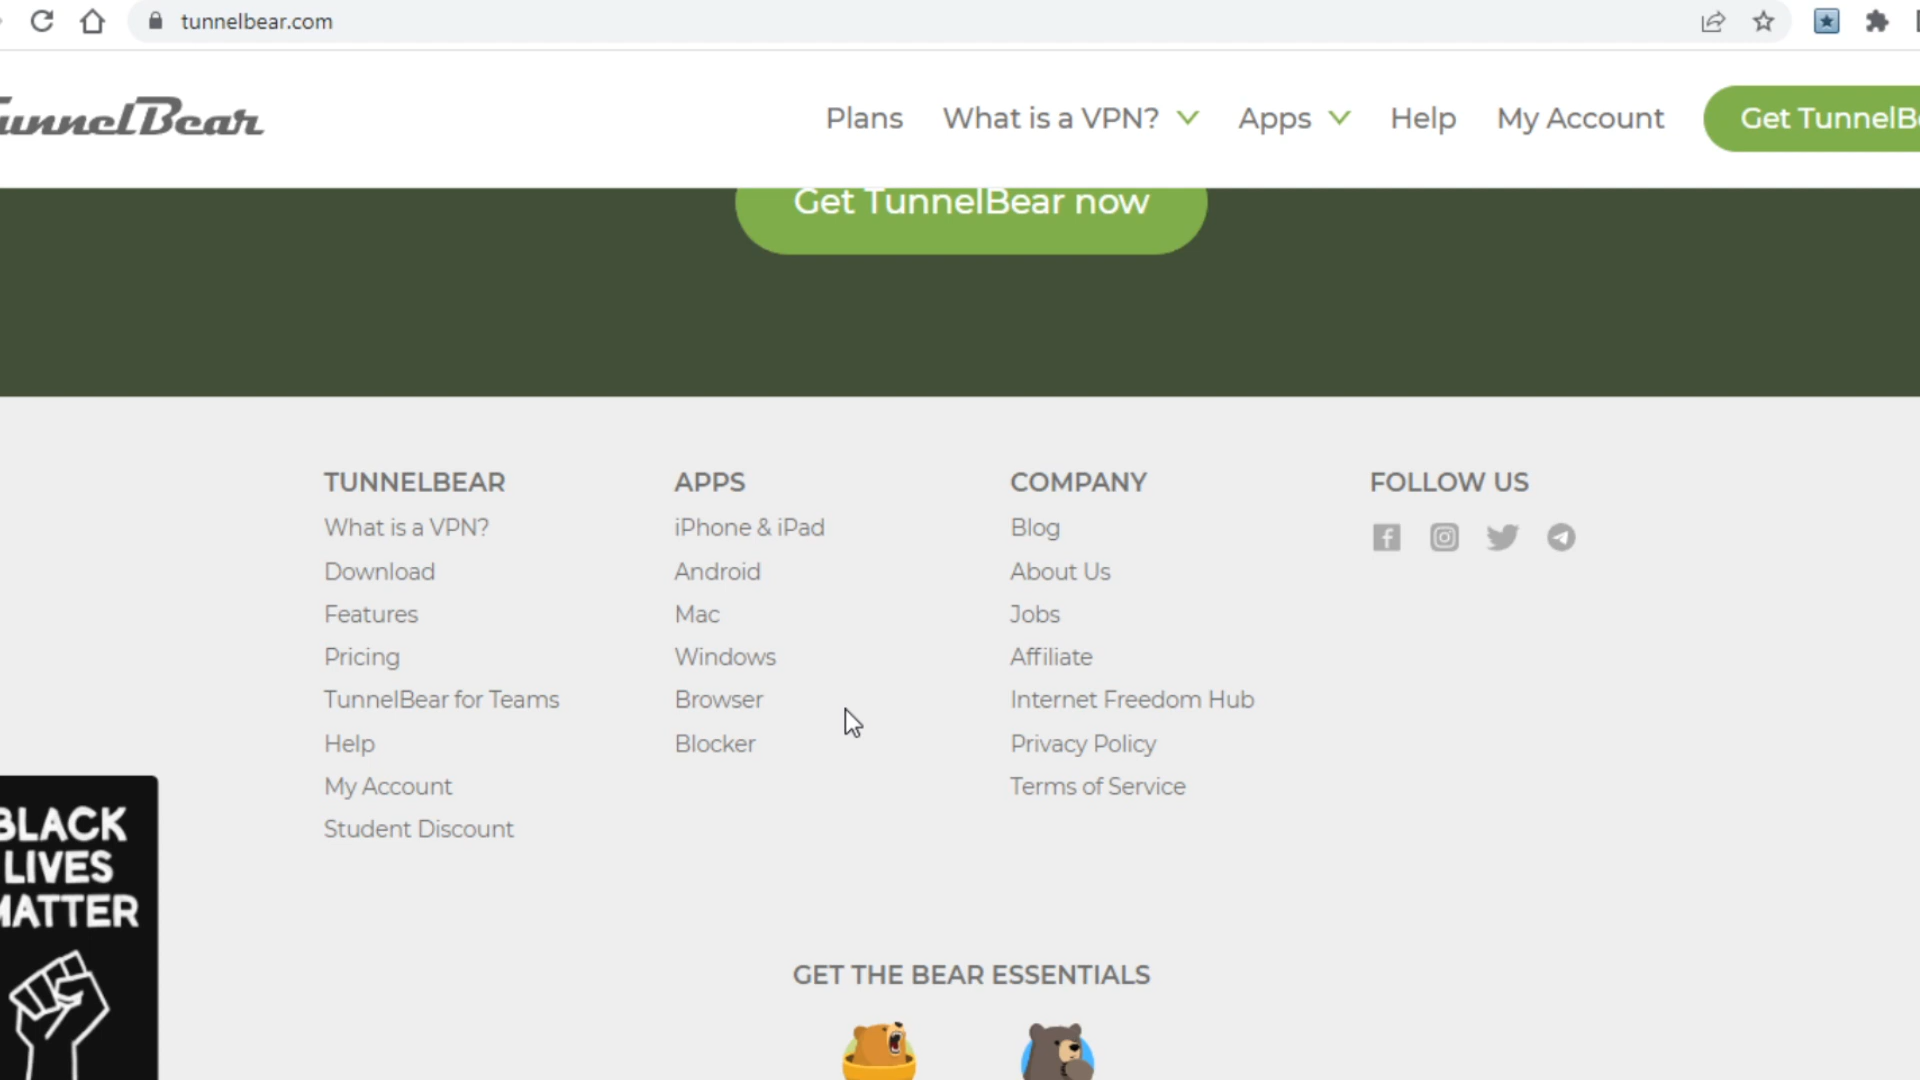 tunnelbear.com
TunnelBear
Plans What is a VPN? Apps Help My Account Get TunnelBe
Get TunnelBear now
TUNNELBEAR
What is a VPN?
Download
Features
Pricing
TunnelBear for Teams
Help
My Account
Student Discount
APPS
iPhone & iPad
Android
Mac
Windows
Browser
Blocker
COMPANY
Blog
About Us
Jobs
Affiliate
Internet Freedom Hub
Privacy Policy
Terms of Service
FOLLOW US
BLACK
LIVES
MATTER
GET THE BEAR ESSENTIALS